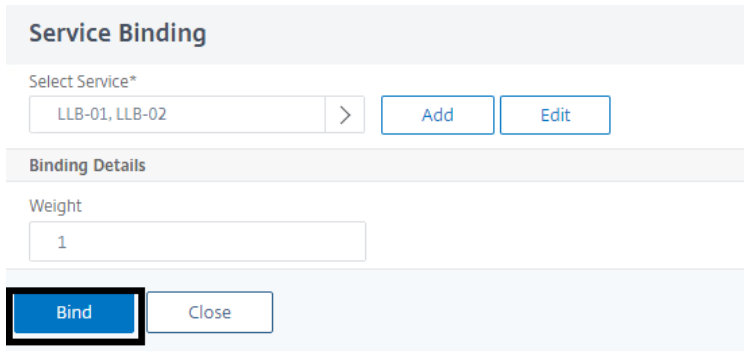 Service Binding
Select Service*
LLB-01, LLB-02
Add
Edit
Binding Details
Weight
1
Bind
Close